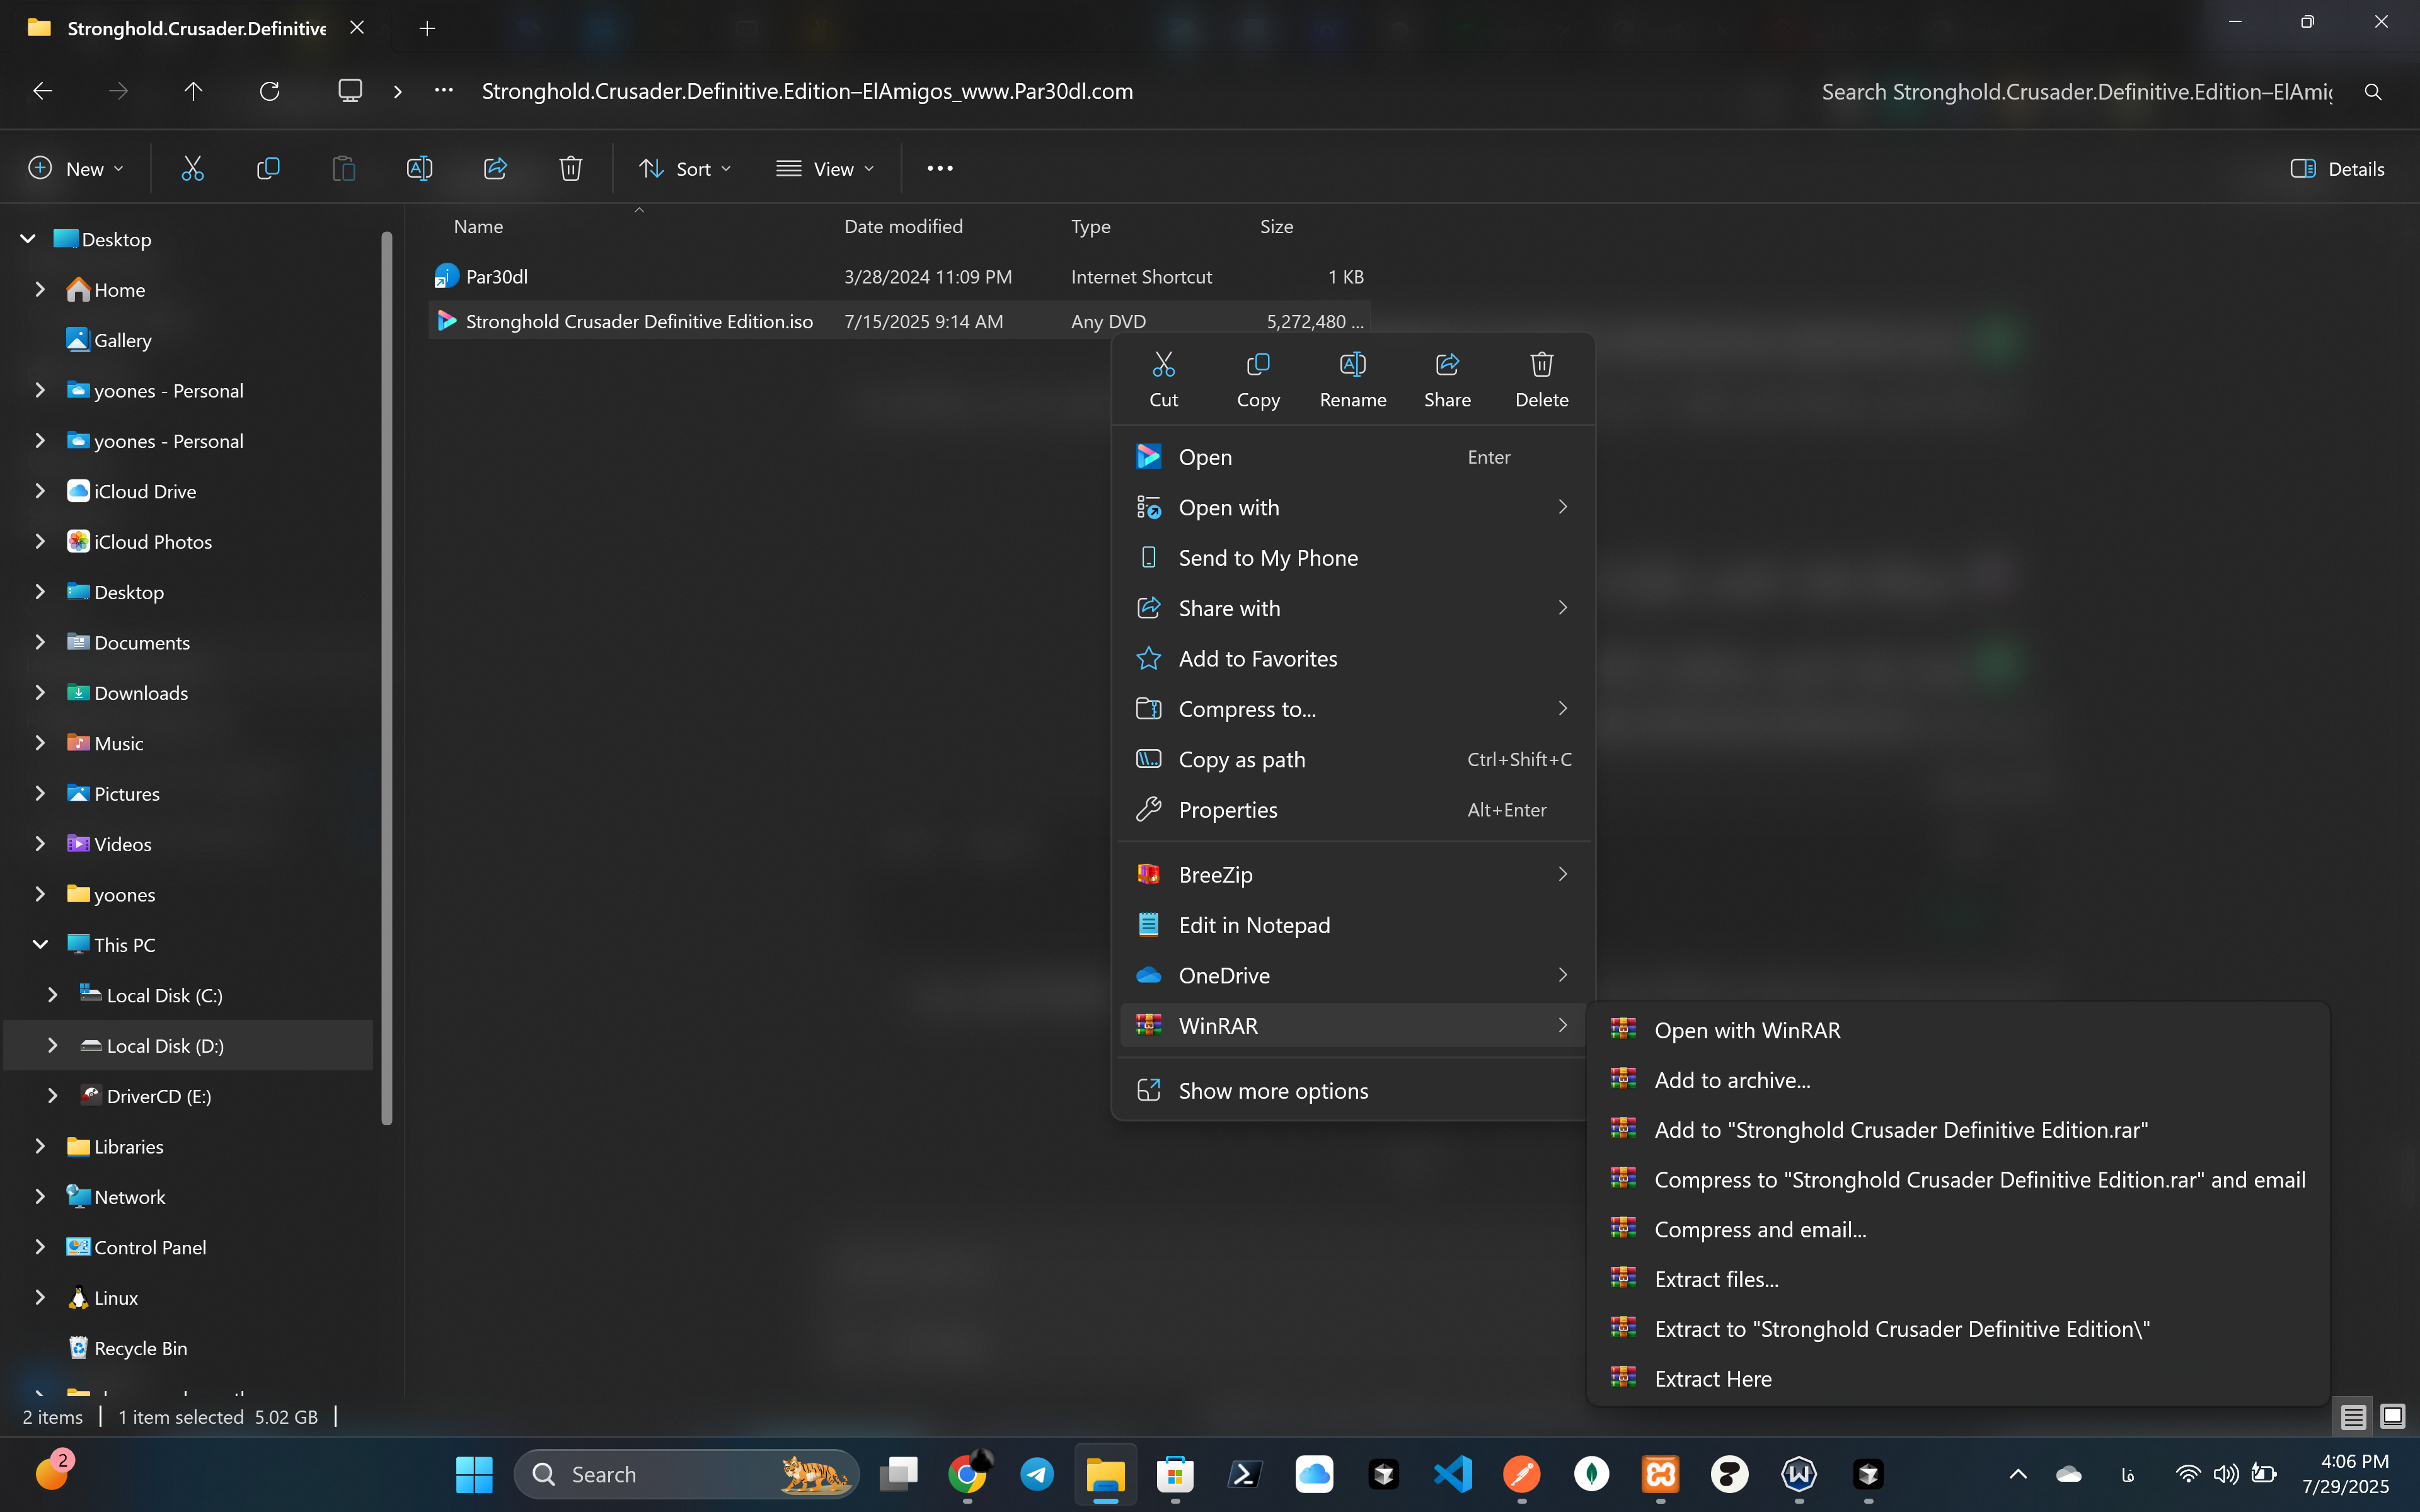 Stronghold.Crusader.Definitive
Stronghold.Crusader.Definitive.Edition–ElAmigos_www.Par30dl.com
Search Stronghold.Crusader.Definitive.Edition–ElAmig
New
Sort
View
Details
Name
Date modified
Type
Size
Par30dl 3/28/2024 11:09 PM Internet Shortcut 1 KB
Stronghold Crusader Definitive Edition.iso 7/15/2025 9:14 AM Any DVD 5,272,480 ...
Desktop
Home
Gallery
yoones - Personal
yoones - Personal
iCloud Drive
iCloud Photos
Desktop
Documents
Downloads
Music
Pictures
Videos
yoones
This PC
Local Disk (C:)
Local Disk (D:)
DriverCD (E:)
Libraries
Network
Control Panel
Linux
Recycle Bin
Cut
Copy
Rename
Share
Delete
Open Enter
Open with
Send to My Phone
Share with
Add to Favorites
Compress to...
Copy as path Ctrl+Shift+C
Properties Alt+Enter
BreeZip
Edit in Notepad
OneDrive
WinRAR
Show more options
Open with WinRAR
Add to archive...
Add to "Stronghold Crusader Definitive Edition.rar"
Compress to "Stronghold Crusader Definitive Edition.rar" and email
Compress and email...
Extract files...
Extract to "Stronghold Crusader Definitive Edition\"
Extract Here
2 items
1 item selected 5.02 GB
2
Search
فا
4:06 PM
7/29/2025